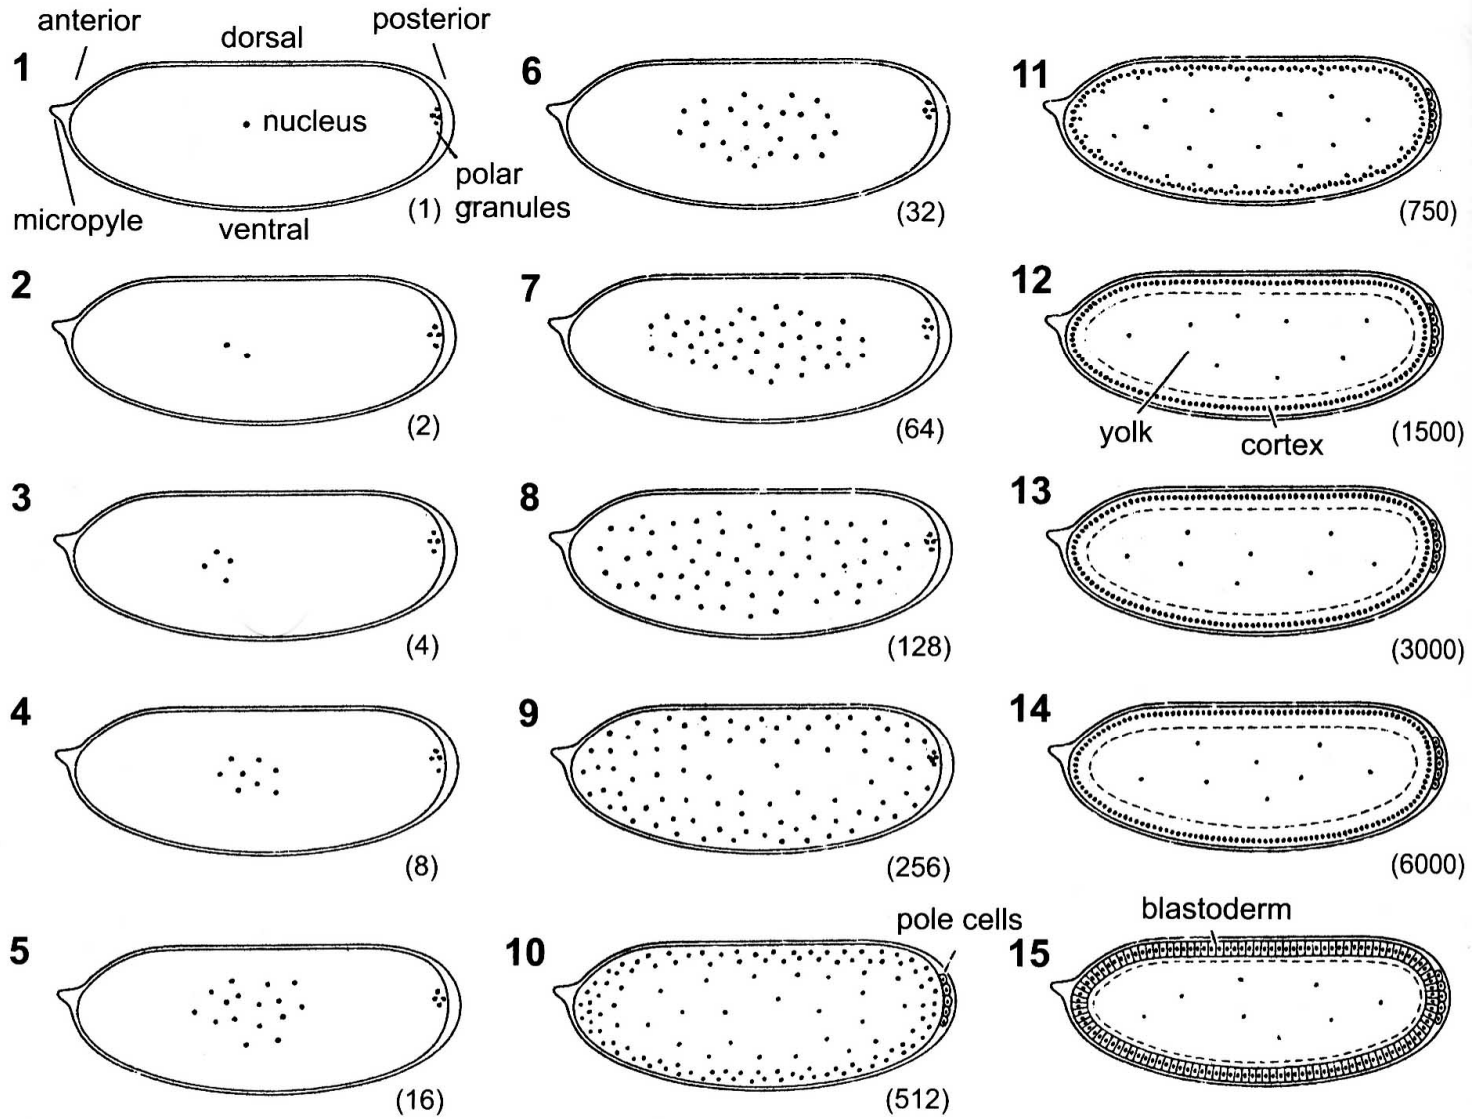 anterior
posterior
dorsal
1
nucleus
polar
granules
(1)
micropyle
ventral
2
(2)
3
(4)
4
(8)
5
(16)
6
(32)
7
(64)
8
(128)
9
(256)
pole cells
10
(512)
11
(750)
12
yolk
cortex
(1500)
13
(3000)
14
(6000)
blastoderm
15